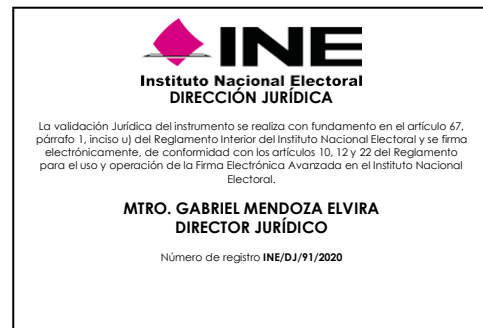 INE
Instituto Nacional Electoral
DIRECCIÓN JURÍDICA
La validación Jurídica del instrumento se realiza con fundamento en el artículo 67,
párrafo 1, inciso u) del Reglamento Interior del Instituto Nacional Electoral y se firma
electrónicamente, de conformidad con los artículos 10, 12 y 22 del Reglamento
para el uso y operación de la Firma Electrónica Avanzada en el Instituto Nacional
Electoral.
MTRO. GABRIEL MENDOZA ELVIRA
DIRECTOR JURÍDICO
Número de registro INE/DJ/91/2020